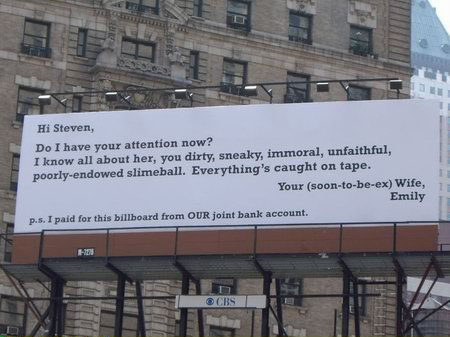 Hi Steven,
Do I have your attention now?
I know all about her, you dirty, sneaky, immoral, unfaithful,
poorly-endowed slimeball. Everything's caught on tape.
Your (soon-to-be-ex) Wife,
Emily
p.s. I paid for this billboard from OUR joint bank account.
CBS